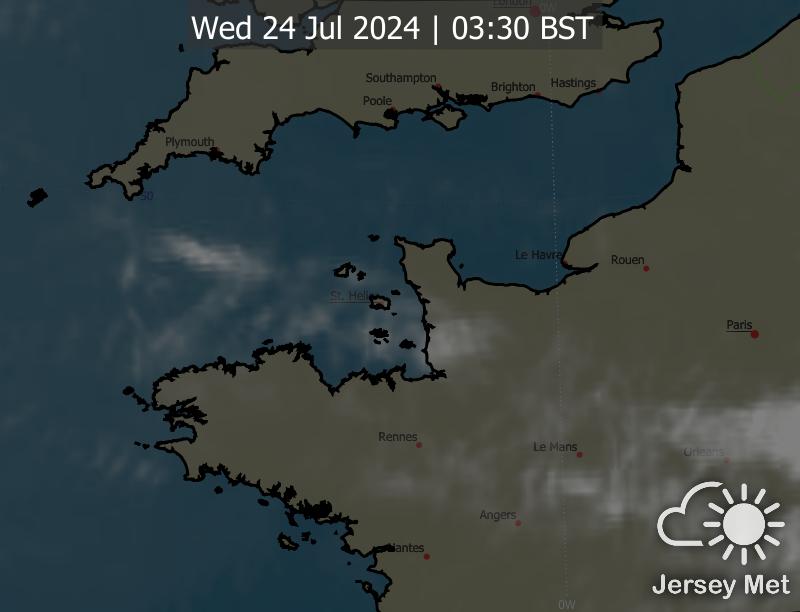 London
0W
Wed 24 Jul 2024 | 03:30 BST
Southampton
Brighton
Hastings
Poole
Plymouth
50
Le Havre
Rouen
St. Helier
Paris
Rennes
Le Mans
Orleans
Angers
Nantes
Jersey Met
0W